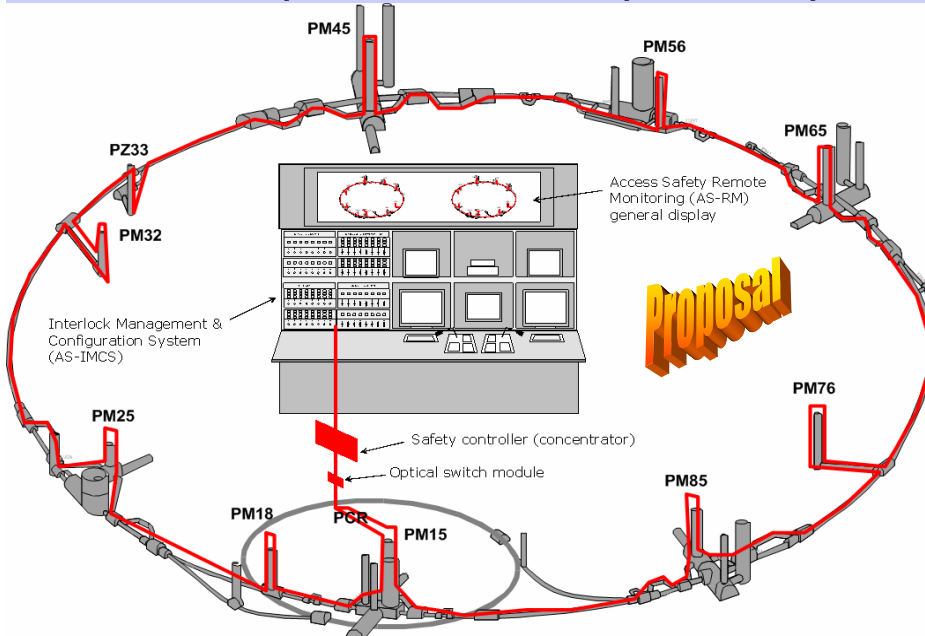 PM45
PM56
PM65
PZ33
PM32
Access Safety Remote
Monitoring (AS-RM)
general display
Proposal
Interlock Management &
Configuration System
(AS-IMCS)
PM76
PM25
Safety controller (concentrator)
Optical switch module
PM85
PM18
PCR
PM15